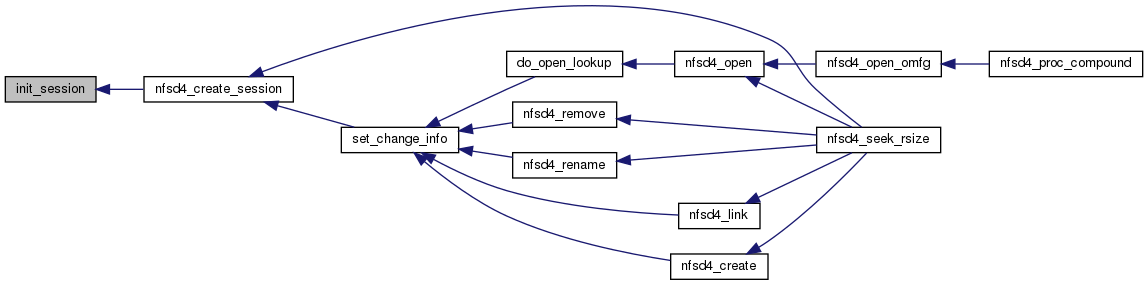 init_session
nfsd4_create_session
set_change_info
do_open_lookup
nfsd4_remove
nfsd4_rename
nfsd4_link
nfsd4_create
nfsd4_open
nfsd4_open_omfg
nfsd4_proc_compound
nfsd4_seek_rsize